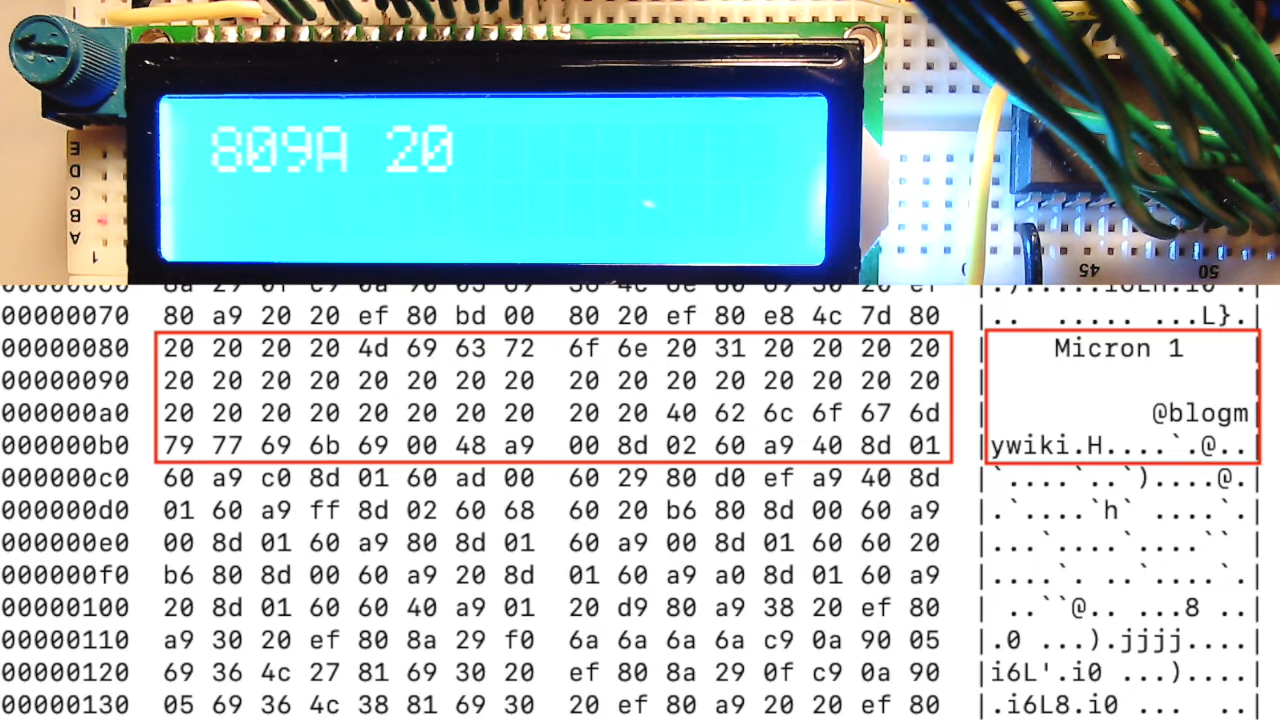 809A 20
E
D
C
B
A
1
0
45
50
00000070 80 a9 20 20 ef 80 bd 00 80 20 ef 80 e8 4c 7d 80 |.. ..... ...L}.|
00000080 20 20 20 20 4d 69 63 72 6f 6e 20 31 20 20 20 20 | Micron 1 |
00000090 20 20 20 20 20 20 20 20 20 20 20 20 20 20 20 20 | |
000000a0 20 20 20 20 20 20 20 20 20 20 40 62 6c 6f 67 6d | @blogm|
000000b0 79 77 69 6b 69 00 48 a9 00 8d 02 60 a9 40 8d 01 |ywiki.H....`.@..|
000000c0 60 a9 c0 8d 01 60 ad 00 60 29 80 d0 ef a9 40 8d |`....`..`)....@.|
000000d0 01 60 a9 ff 8d 02 60 68 60 20 b6 80 8d 00 60 a9 |.`....`h` ....`.|
000000e0 00 8d 01 60 a9 80 8d 01 60 a9 00 8d 01 60 60 20 |...`....`....`` |
000000f0 b6 80 8d 00 60 a9 20 8d 01 60 a9 a0 8d 01 60 a9 |....`. ..`....`.|
00000100 20 8d 01 60 60 40 a9 01 20 d9 80 a9 38 20 ef 80 | ..``@.. ...8 ..|
00000110 a9 30 20 ef 80 8a 29 f0 6a 6a 6a 6a c9 0a 90 05 |.0 ...).jjjj....|
00000120 69 36 4c 27 81 69 30 20 ef 80 8a 29 0f c9 0a 90 |i6L'.i0 ...)....|
00000130 05 69 36 4c 38 81 69 30 20 ef 80 a9 20 20 ef 80 |.i6L8.i0 ... ..|